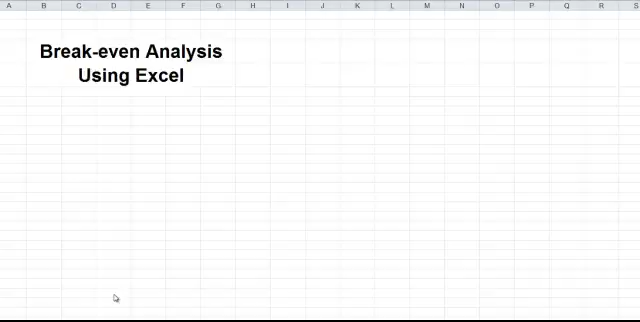 A B C D E F G H I J K L M N O P Q R S
Break-even Analysis
Using Excel